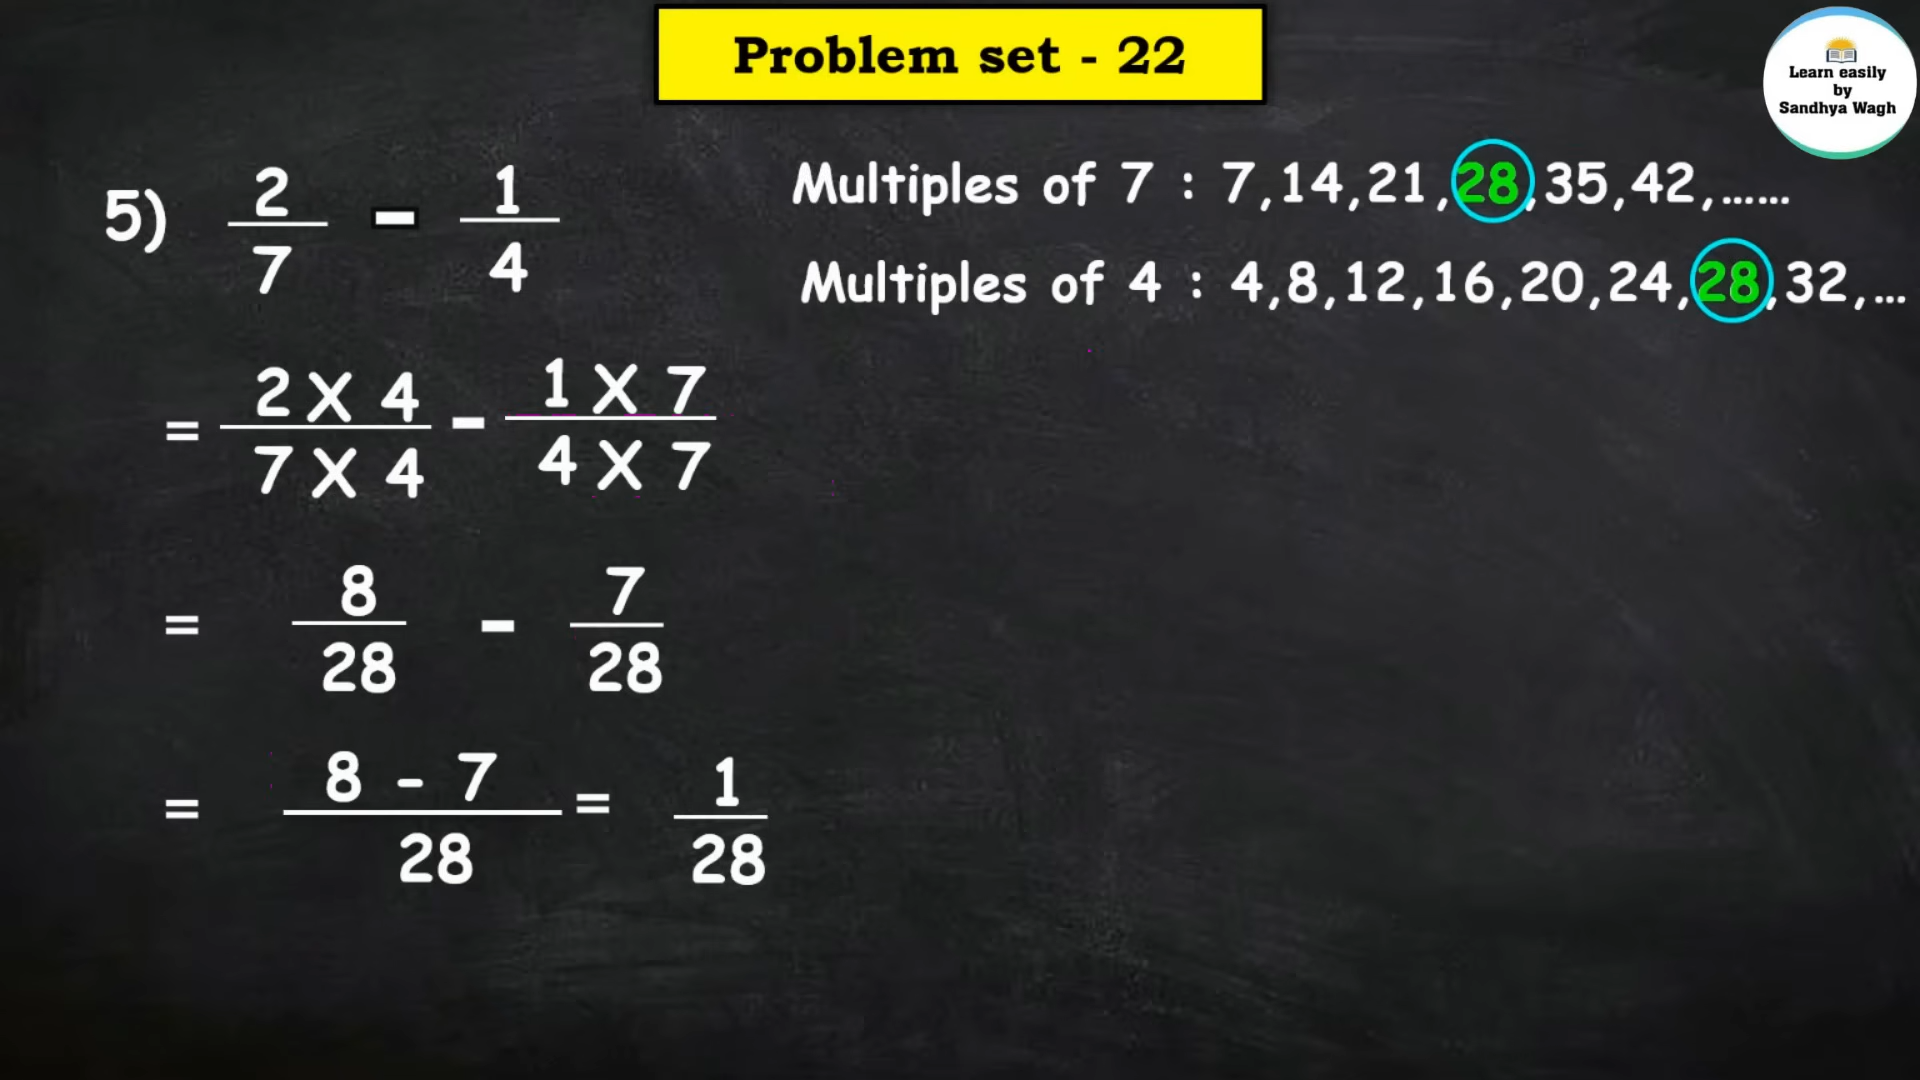 Problem set - 22
Learn easily
by
Sandhya Wagh
5) 2/7 - 1/4
Multiples of 7 : 7,14,21,28,35,42,......
Multiples of 4 : 4,8,12,16,20,24,28,32,...
= 2 X 4/7 X 4 - 1 X 7/4 X 7
= 8/28 - 7/28
= 8 - 7/28 = 1/28